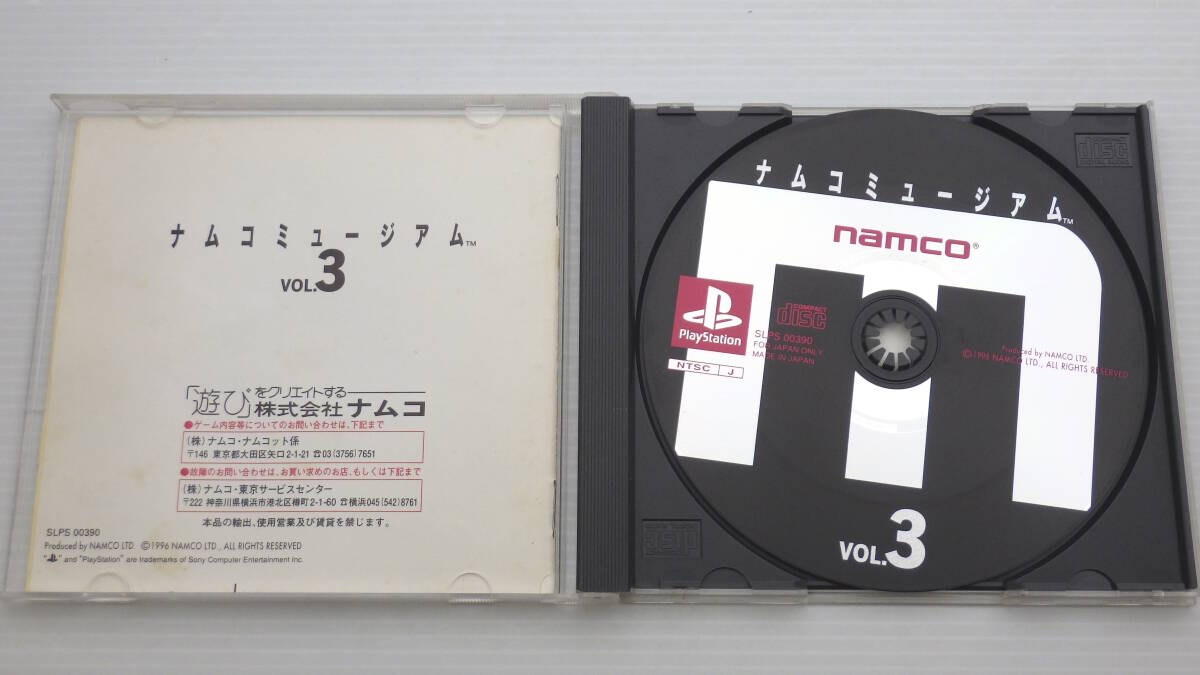 ナムコミュージアム™
VOL.3
「遊び」をクリエイトする
株式会社ナムコ
●ゲーム内容等についてのお問い合わせは、下記まで
(株)ナムコ・ナムコット係
〒146 東京都大田区矢口2-1-21 ☎03(3756)7651
●故障のお問い合わせは、お買い求めのお店、もしくは下記まで
(株)ナムコ・東京サービスセンター
〒222 神奈川県横浜市港北区樽町2-1-60 ☎横浜045(542)8761
本品の輸出、使用営業及び賃貸を禁じます。
SLPS 00390
Produced by NAMCO LTD. ©1996 NAMCO LTD., ALL RIGHTS RESERVED
" " and "PlayStation" are trademarks of Sony Computer Entertainment Inc.
ナムコミュージアム™
namco®
PlayStation
NTSC J
COMPACT
disc
SLPS 00390
FOR JAPAN ONLY
MADE IN JAPAN
Produced by NAMCO LTD.
©1996 NAMCO LTD., ALL RIGHTS RESERVED
VOL.3
COMPACT
disc
DIGITAL AUDIO